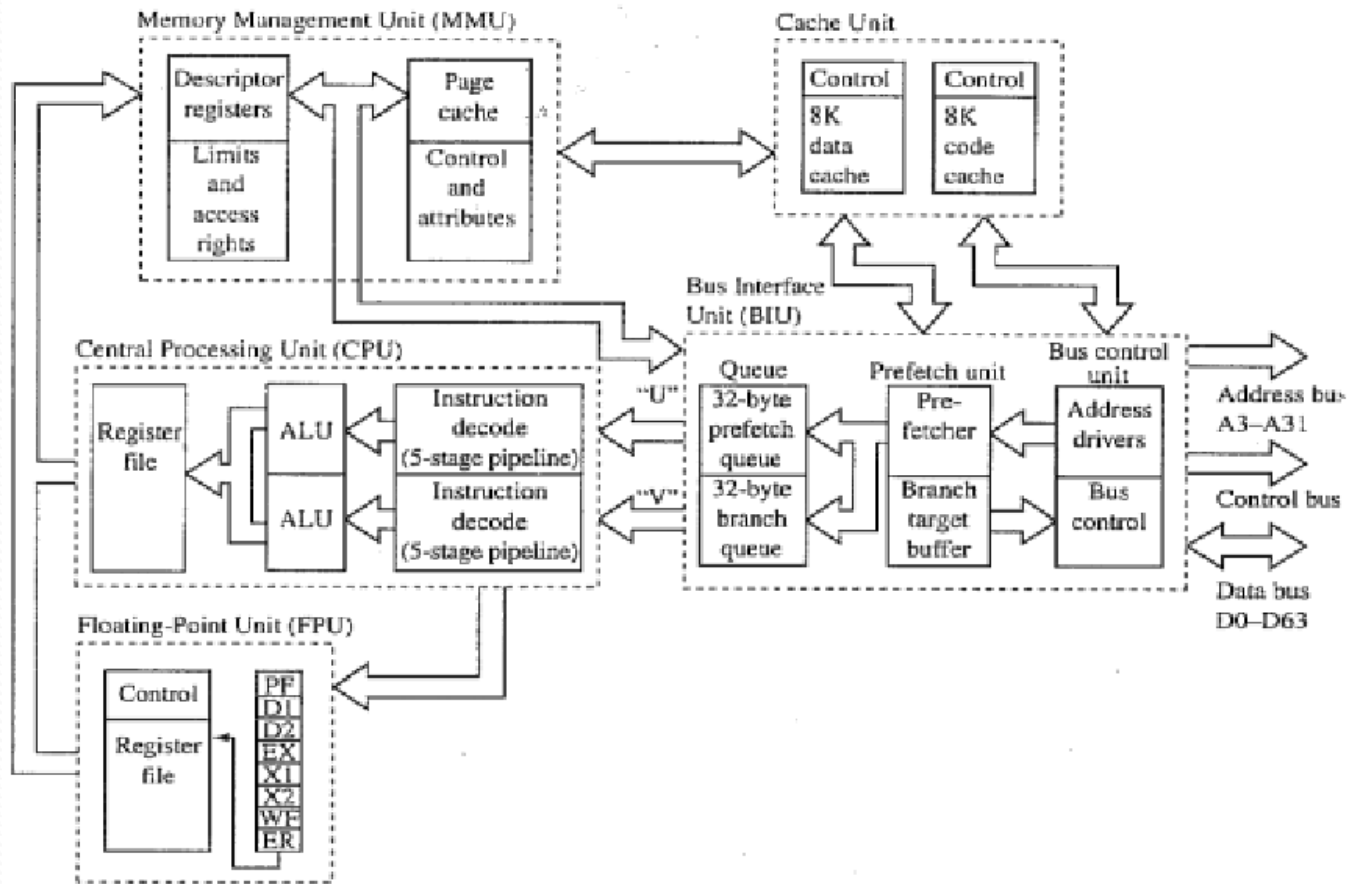 Memory Management Unit (MMU)
Descriptor
registers
Limits
and
access
rights
Page
cache
Control
and
attributes
Cache Unit
Control
8K
data
cache
Control
8K
code
cache
Bus Interface
Unit (BIU)
Central Processing Unit (CPU)
Register
file
ALU
ALU
Instruction
decode
(5-stage pipeline)
Instruction
decode
(5-stage pipeline)
"U"
"V"
Queue
32-byte
prefetch
queue
32-byte
branch
queue
Prefetch unit
Pre-
fetcher
Branch
target
buffer
Bus control
unit
Address
drivers
Bus
control
Address bus
A3–A31
Control bus
Data bus
D0–D63
Floating-Point Unit (FPU)
Control
Register
file
PF
D1
D2
EX
X1
X2
WF
ER